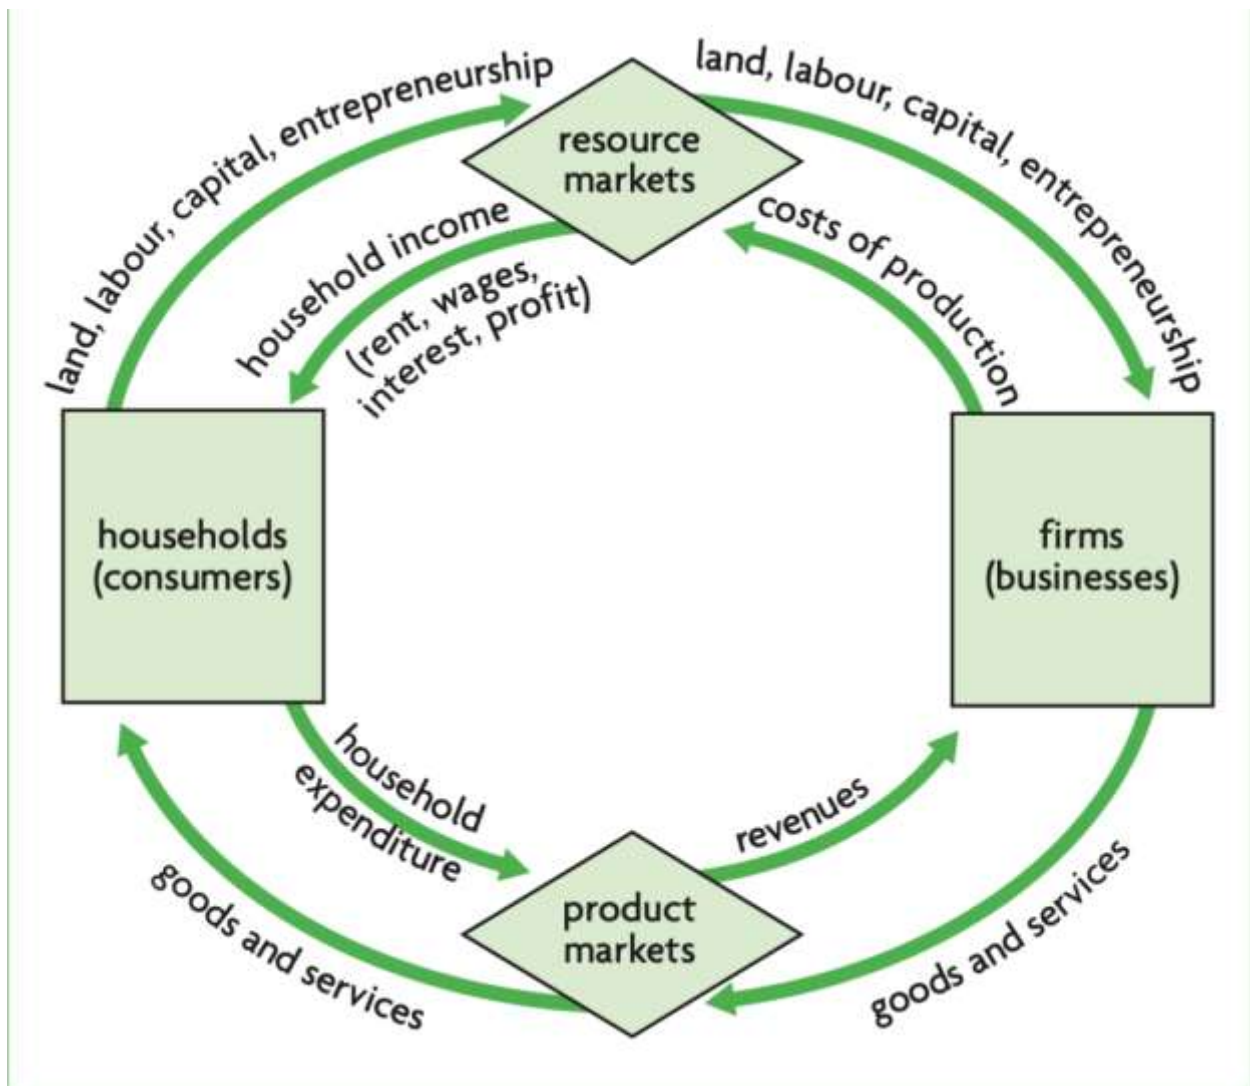 land, labour, capital, entrepreneurship
land, labour, capital, entrepreneurship
resource
markets
household income
(rent, wages,
interest, profit)
costs of production
households
(consumers)
firms
(businesses)
household
expenditure
revenues
goods and services
product
markets
goods and services